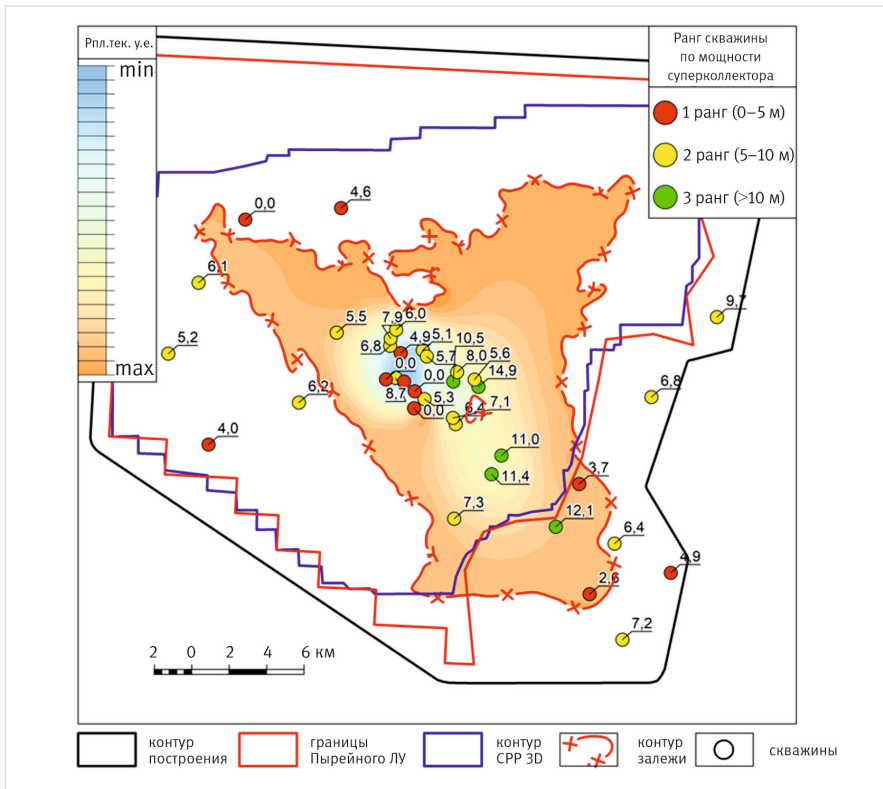 Рпл.тек. у.е.
min
max
Ранг скважины
по мощности
суперколлектора
1 ранг (0–5 м)
2 ранг (5–10 м)
3 ранг (>10 м)
0,0
4,6
6,1
5,2
5,5
7,9
6,0
9,7
6,8
4,9
5,1
10,5
5,7
8,0
5,6
0,0
0,0
14,9
6,2
8,7
5,3
6,8
0,0
6,4
7,1
4,0
11,0
11,4
3,7
7,3
12,1
6,4
4,9
2,6
7,2
2 0 2 4 6 км
контур
построения
границы
Пырейного ЛУ
контур
СРР 3D
контур
залежи
скважины